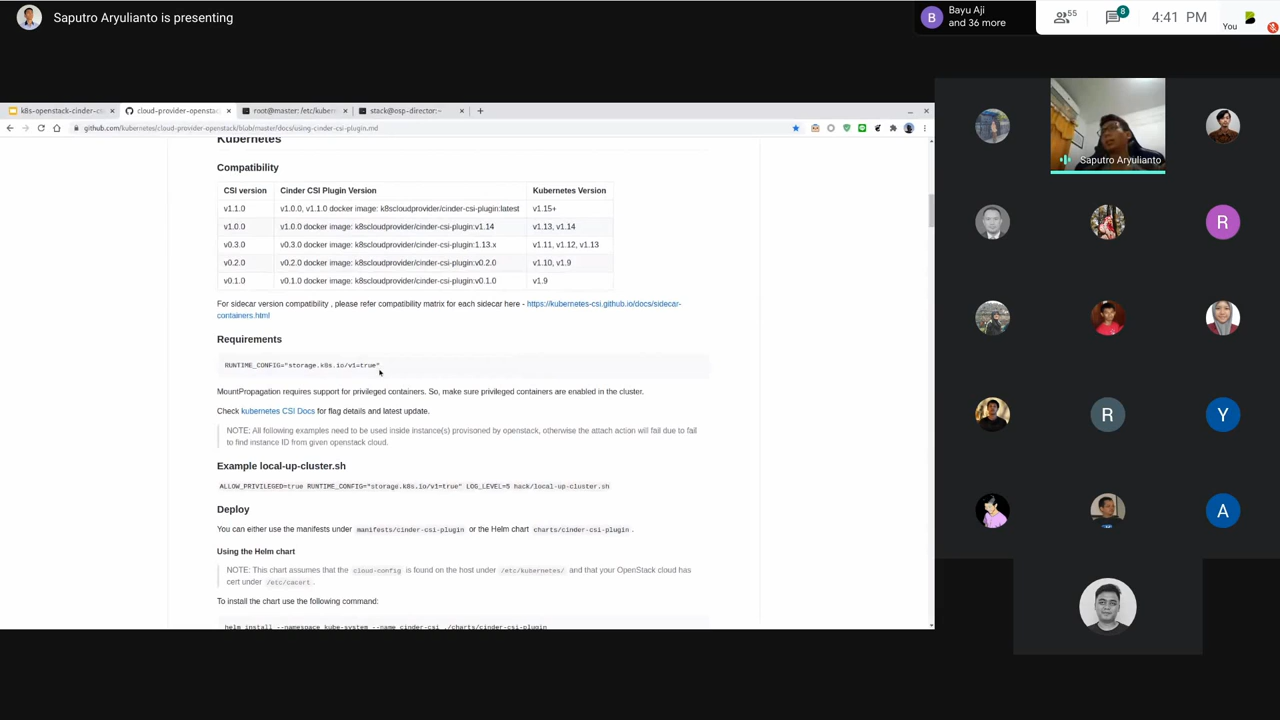 Saputro Aryulianto is presenting
B
Bayu Aji
and 36 more
55
8
4:41 PM
You
k8s-openstack-cinder-cs
cloud-provider-openstac
root@master: /etc/kuber
stack@osp-director:~
github.com/kubernetes/cloud-provider-openstack/blob/master/docs/using-cinder-csi-plugin.md
Kubernetes
Compatibility
CSI version Cinder CSI Plugin Version Kubernetes Version
v1.1.0 v1.0.0, v1.1.0 docker image: k8scloudprovider/cinder-csi-plugin:latest v1.15+
v1.0.0 v1.0.0 docker image: k8scloudprovider/cinder-csi-plugin:v1.14 v1.13, v1.14
v0.3.0 v0.3.0 docker image: k8scloudprovider/cinder-csi-plugin:1.13.x v1.11, v1.12, v1.13
v0.2.0 v0.2.0 docker image: k8scloudprovider/cinder-csi-plugin:v0.2.0 v1.10, v1.9
v0.1.0 v0.1.0 docker image: k8scloudprovider/cinder-csi-plugin:v0.1.0 v1.9
For sidecar version compatibility , please refer compatibility matrix for each sidecar here - https://kubernetes-csi.github.io/docs/sidecar-
containers.html
Requirements
RUNTIME_CONFIG="storage.k8s.io/v1=true"
MountPropagation requires support for privileged containers. So, make sure privileged containers are enabled in the cluster.
Check kubernetes CSI Docs for flag details and latest update.
NOTE: All following examples need to be used inside instance(s) provisoned by openstack, otherwise the attach action will fail due to fail
to find instance ID from given openstack cloud.
Example local-up-cluster.sh
ALLOW_PRIVILEGED=true RUNTIME_CONFIG="storage.k8s.io/v1=true" LOG_LEVEL=5 hack/local-up-cluster.sh
Deploy
You can either use the manifests under manifests/cinder-csi-plugin or the Helm chart charts/cinder-csi-plugin .
Using the Helm chart
NOTE: This chart assumes that the cloud-config is found on the host under /etc/kubernetes/ and that your OpenStack cloud has
cert under /etc/cacert .
To install the chart use the following command:
helm install --namespace kube-system --name cinder-csi ./charts/cinder-csi-plugin
Saputro Aryulianto
R
R
Y
A